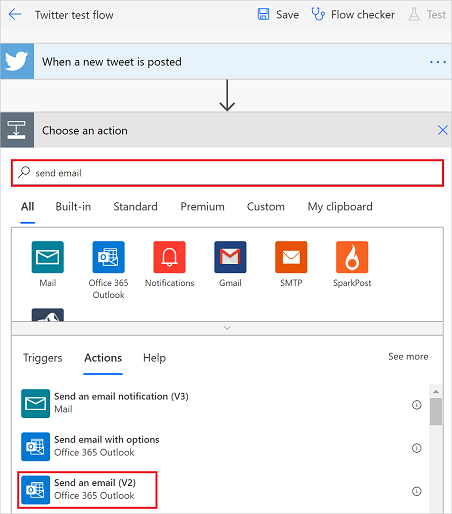 Twitter test flow
Save
Flow checker
Test
When a new tweet is posted
Choose an action
send email
All Built-in Standard Premium Custom My clipboard
Mail
Office 365 Outlook
Notifications
Gmail
SMTP
SparkPost
Triggers Actions Help See more
Send an email notification (V3)
Mail
Send email with options
Office 365 Outlook
Send an email (V2)
Office 365 Outlook